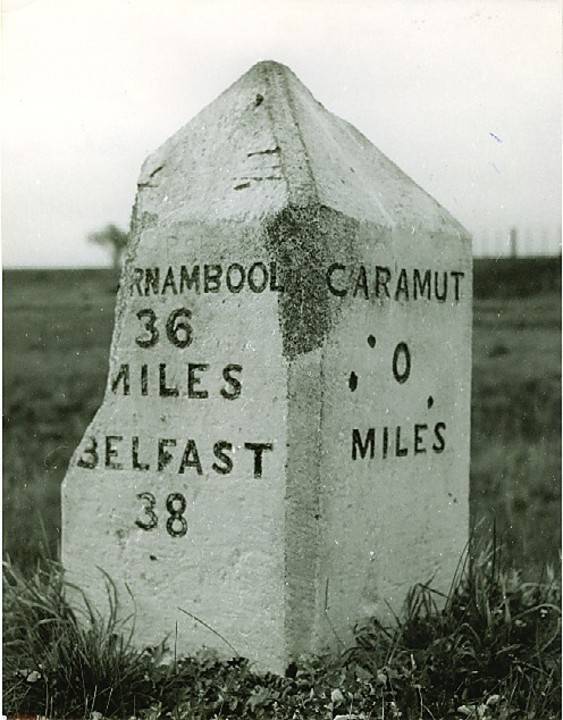 RNAMBOOL
36
MILES
BELFAST
38
CARAMUT
0
MILES